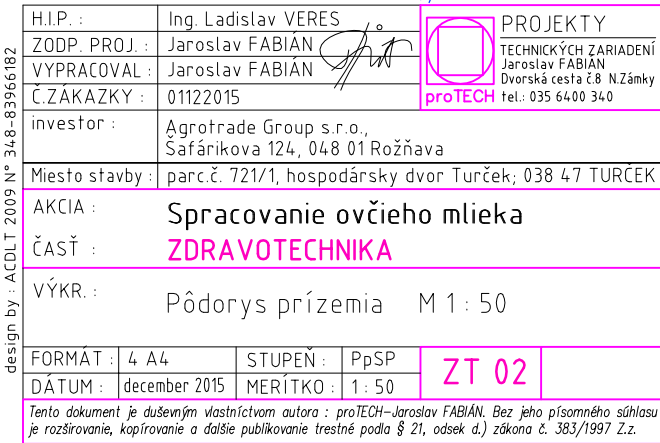 H.I.P. : Ing. Ladislav VERES
ZODP. PROJ. : Jaroslav FABIÁN
VYPRACOVAL : Jaroslav FABIÁN
Č.ZÁKAZKY : 01122015
proTECH
PROJEKTY
TECHNICKÝCH ZARIADENÍ
Jaroslav FABIÁN
Dvorská cesta č.8 N.Zámky
tel.: 035 6400 340
investor : Agrotrade Group s.r.o.,
Šafárikova 124, 048 01 Rožňava
Miesto stavby : parc.č. 721/1, hospodársky dvor Turček; 038 47 TURČEK
AKCIA : Spracovanie ovčieho mlieka
ČASŤ : ZDRAVOTECHNIKA
VÝKR. : Pôdorys prízemia M 1 : 50
FORMÁT : 4 A4 STUPEŇ : PpSP
DÁTUM : december 2015 MERÍTKO : 1 : 50
ZT 02
Tento dokument je duševným vlastníctvom autora : proTECH-Jaroslav FABIÁN. Bez jeho písomného súhlasu
je rozširovanie, kopírovanie a ďalšie publikovanie trestné podľa § 21, odsek d.) zákona č. 383/1997 Z.z.
design by : ACDLT 2009 N° 348-83966182